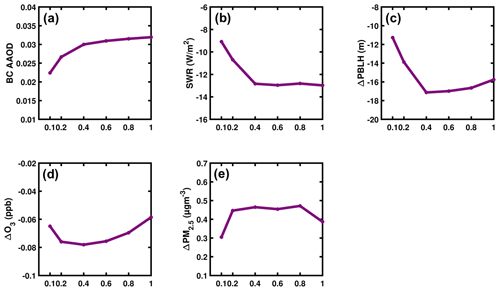 (a)
BC AAOD
0.035
0.03
0.025
0.02
0.015
0.01
0.10.2 0.4 0.6 0.8 1
(b)
SWR (W/m²)
-6
-8
-10
-12
-14
-16
0.10.2 0.4 0.6 0.8 1
(c)
ΔPBLH (m)
-8
-10
-12
-14
-16
-18
-20
0.10.2 0.4 0.6 0.8 1
(d)
ΔO₃ (ppb)
-0.02
-0.04
-0.06
-0.08
-0.1
0.10.2 0.4 0.6 0.8 1
(e)
ΔPM₂.₅ (μgm⁻³)
0.7
0.6
0.5
0.4
0.3
0.2
0.1
0.10.2 0.4 0.6 0.8 1